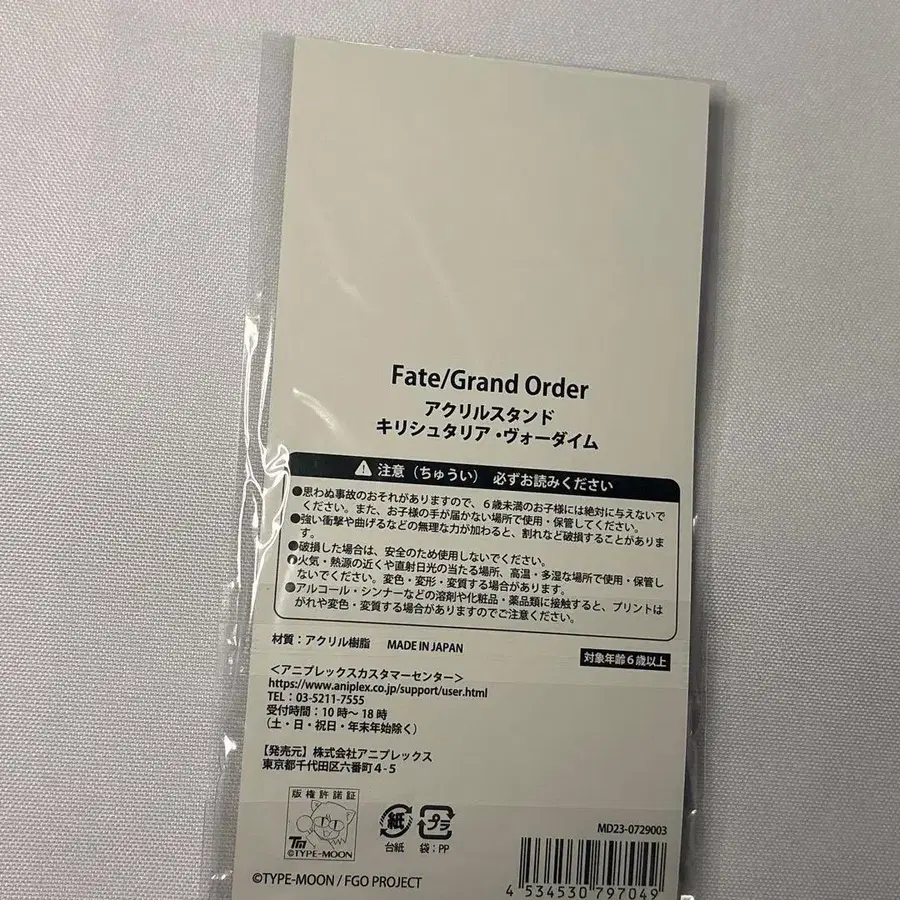 Fate/Grand Order
アクリルスタンド
キリシュタリア・ヴォーダイム
注意（ちゅうい） 必ずお読みください
●思わぬ事故のおそれがありますので、６歳未満のお子様には絶対に与えないで
ください。また、お子様の手が届かない場所で使用・保管してください。
●強い衝撃や曲げるなどの無理な力が加わると、割れなど破損することがありま
す。
●破損した場合は、安全のため使用しないでください。
●火気・熱源の近くや直射日光の当たる場所、高温・多湿な場所で使用・保管し
ないでください。変色・変形・変質する場合があります。
●アルコール・シンナーなどの溶剤や化粧品・薬品類に接触すると、プリントは
がれや変色・変質する場合がありますのでご注意ください。
材質：アクリル樹脂 MADE IN JAPAN
対象年齢６歳以上
＜アニプレックスカスタマーセンター＞
https://www.aniplex.co.jp/support/user.html
TEL：03-5211-7555
受付時間：10時～18時
（土・日・祝日・年末年始除く）
【発売元】株式会社アニプレックス
東京都千代田区六番町４-５
版権許諾証
TM
©TYPE-MOON
紙
台紙
プラ
袋：PP
MD23-0729003
©TYPE-MOON / FGO PROJECT
4 534530 797049